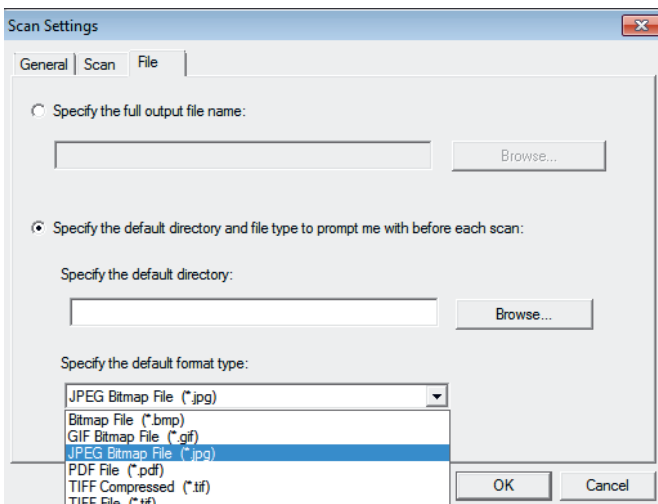 Scan Settings
General Scan File
Specify the full output file name:
Browse...
Specify the default directory and file type to prompt me with before each scan:
Specify the default directory:
Browse...
Specify the default format type:
JPEG Bitmap File (*.jpg)
Bitmap File (*.bmp)
GIF Bitmap File (*.gif)
JPEG Bitmap File (*.jpg)
PDF File (*.pdf)
TIFF Compressed (*.tif)
TIFF File (*.tif)
OK Cancel